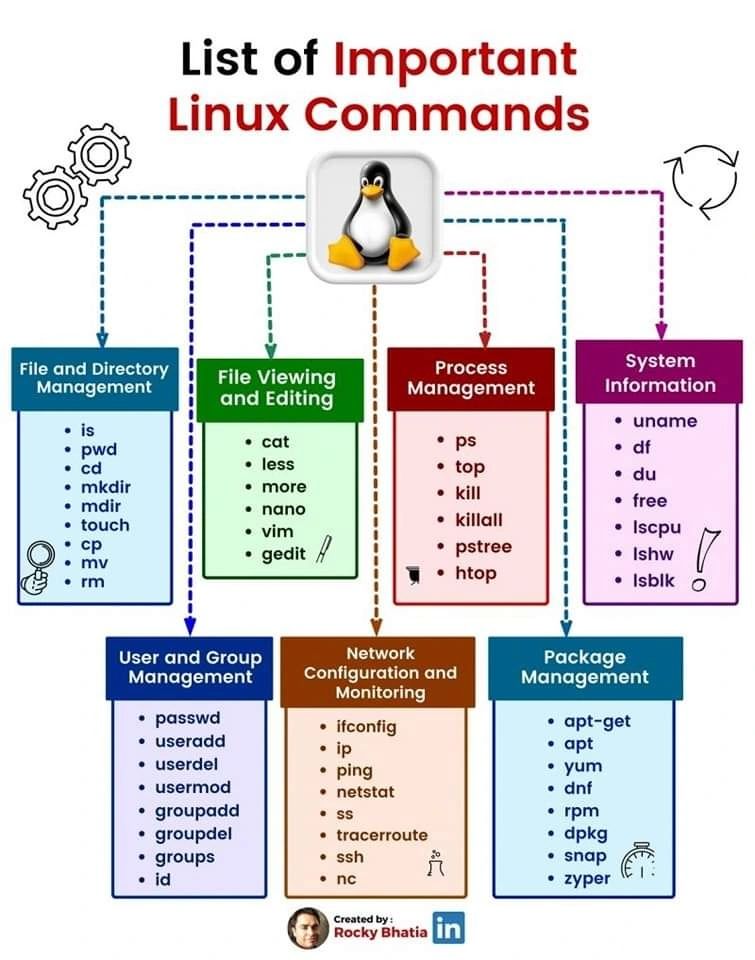 List of Important
Linux Commands
File and Directory
Management
is
pwd
cd
mkdir
mdir
touch
cp
mv
rm
File Viewing
and Editing
cat
less
more
nano
vim
gedit
Process
Management
ps
top
kill
killall
pstree
htop
System
Information
uname
df
du
free
lscpu
lshw
lsblk
User and Group
Management
passwd
useradd
userdel
usermod
groupadd
groupdel
groups
id
Network
Configuration and
Monitoring
ifconfig
ip
ping
netstat
ss
tracerroute
ssh
nc
Package
Management
apt-get
apt
yum
dnf
rpm
dpkg
snap
zyper
Created by :
Rocky Bhatia
in